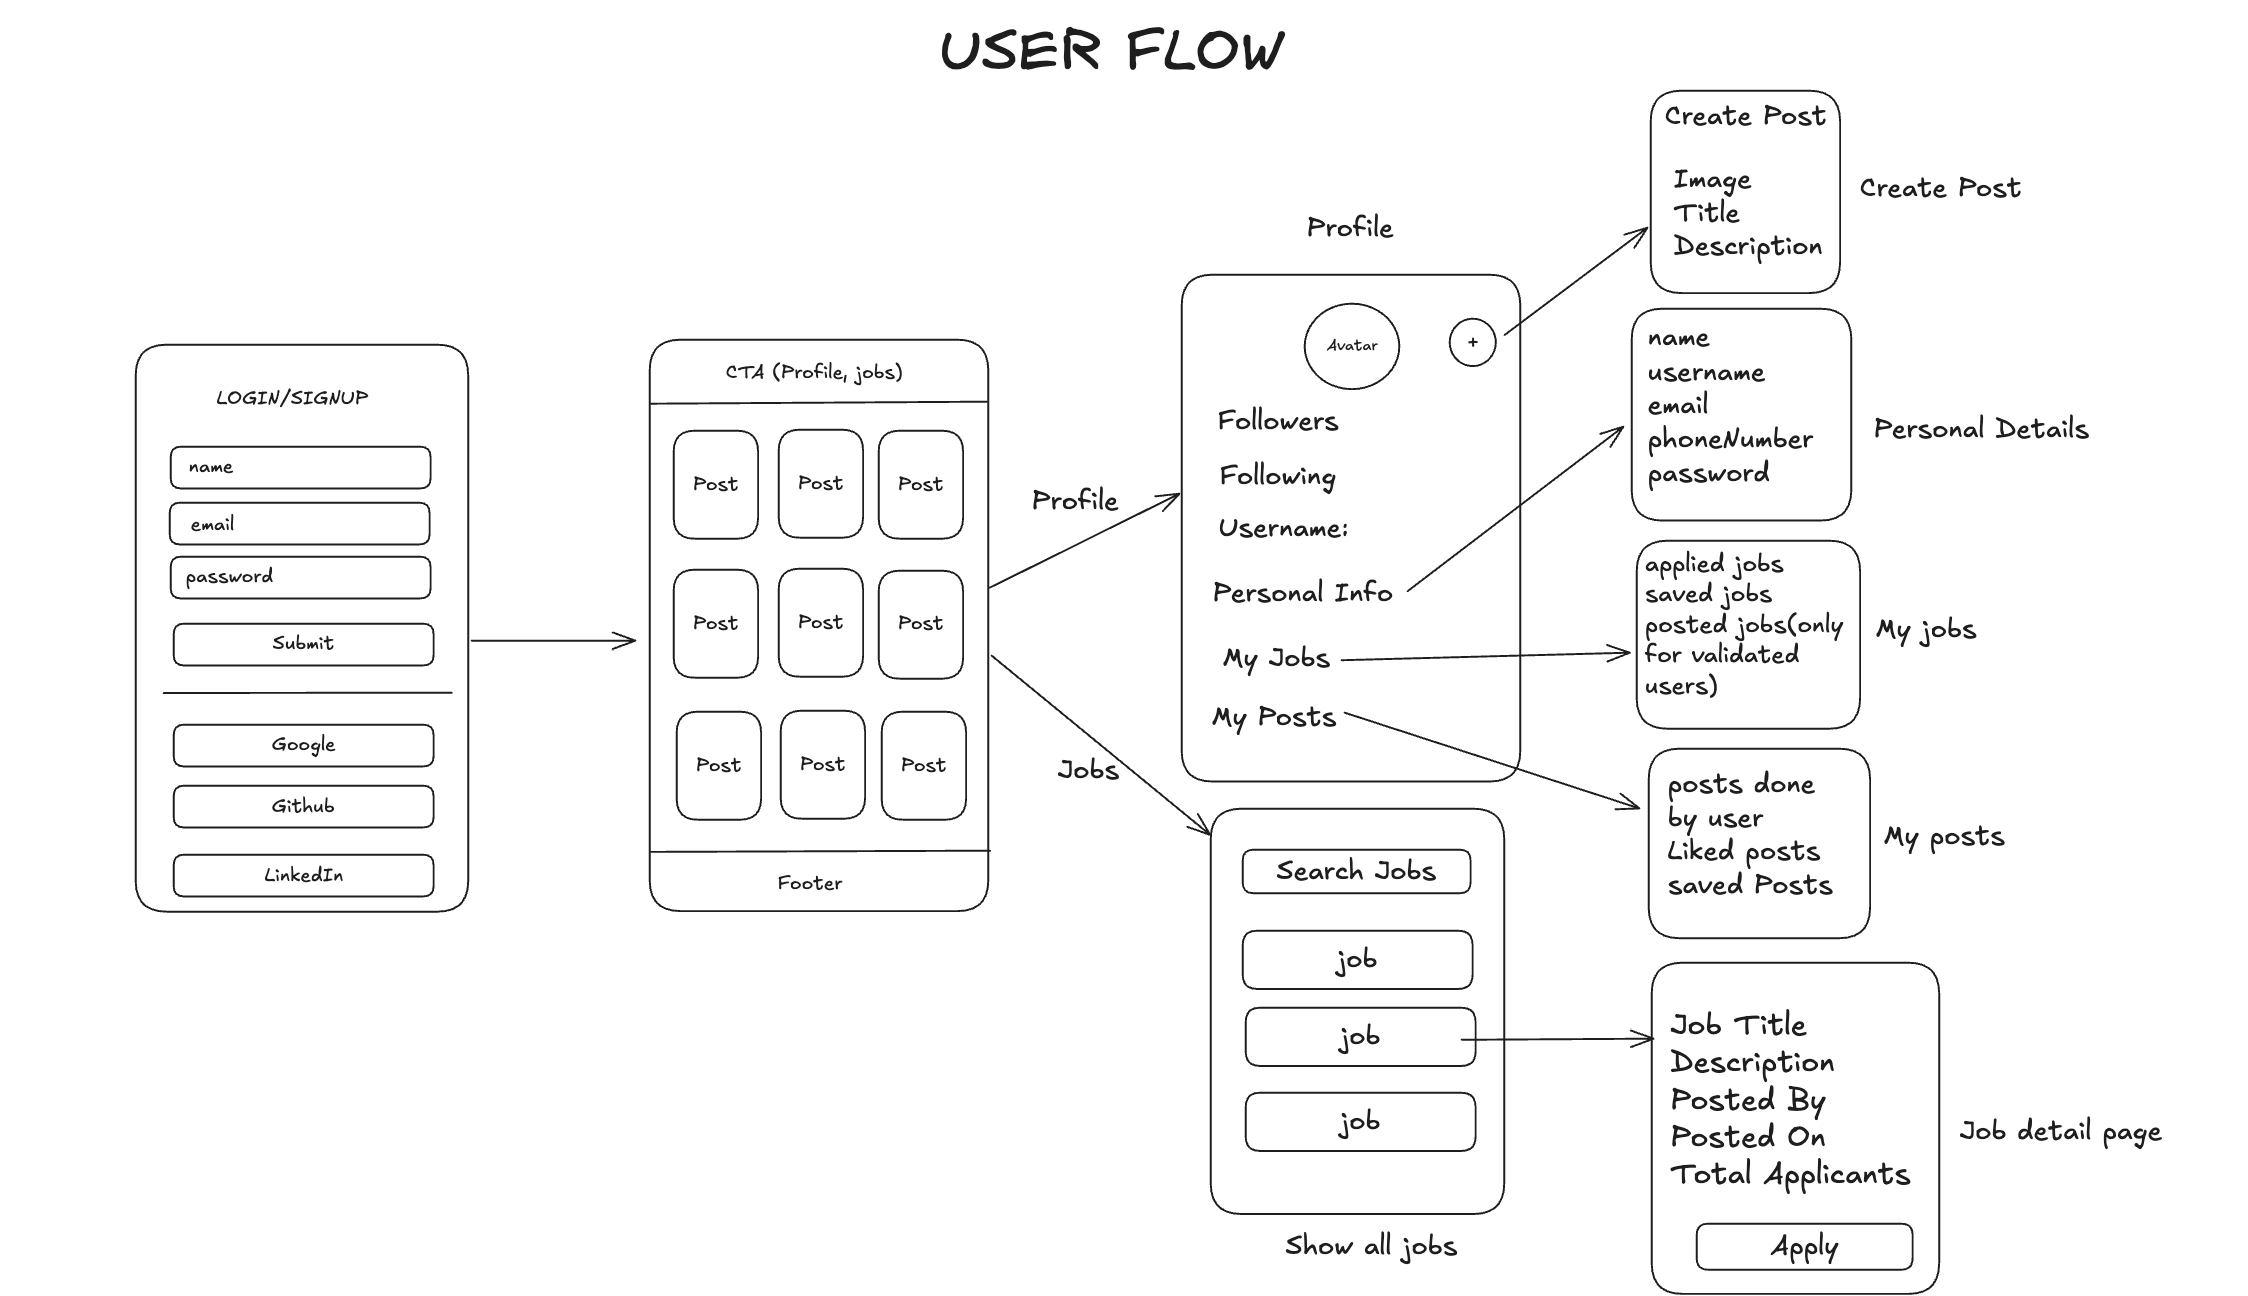 USER FLOW
LOGIN/SIGNUP
name
email
password
Submit
Google
Github
LinkedIn
CTA (Profile, jobs)
Post
Post
Post
Post
Post
Post
Post
Post
Post
Footer
Profile
Jobs
Profile
Avatar
+
Followers
Following
Username:
Personal Info
My Jobs
My Posts
Search Jobs
job
job
job
Show all jobs
Create Post
Image
Title
Description
Create Post
name
username
email
phoneNumber
password
Personal Details
applied jobs
saved jobs
posted jobs(only
for validated
users)
My jobs
posts done
by user
Liked posts
saved Posts
My posts
Job Title
Description
Posted By
Posted On
Total Applicants
Apply
Job detail page